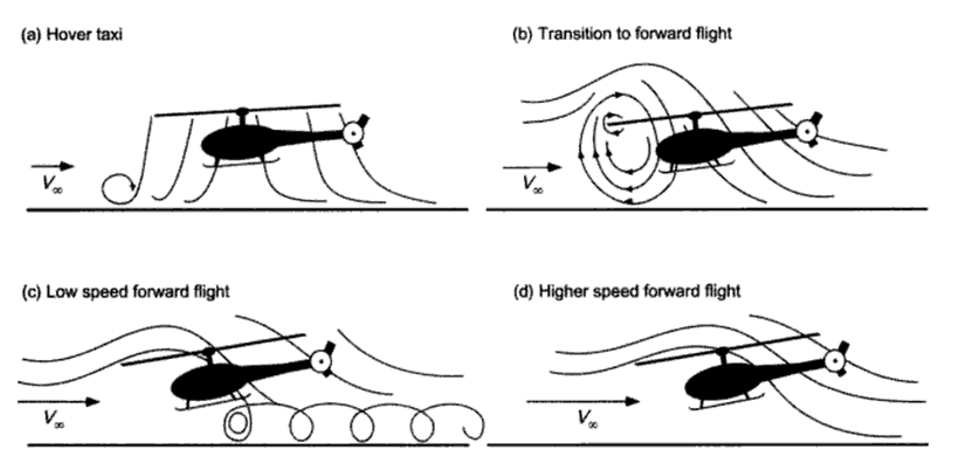 (a) Hover taxi
(b) Transition to forward flight
V∞
V∞
(c) Low speed forward flight
(d) Higher speed forward flight
V∞
V∞